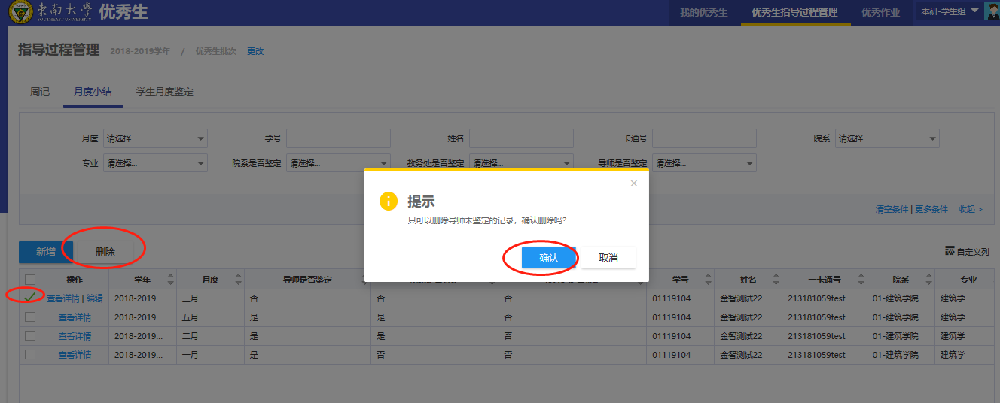 東南大學 优秀生 我的优秀生 优秀生指导过程管理 优秀作业 本研-学生组
SOUTHEAST UNIVERSITY
指导过程管理 2018-2019学年 / 优秀生批次 更改
周记 月度小结 学生月度鉴定
月度 请选择... 学号 姓名 一卡通号 院系 请选择...
专业 请选择... 院系是否鉴定 请选择... 教务处是否鉴定 请选择... 导师是否鉴定 请选择...
×
提示
只可以删除导师未鉴定的记录，确认删除吗?
确认 取消
清空条件 | 更多条件 收起 >
新增 删除 自定义列
操作 学年 月度 导师是否鉴定 院系是否鉴定 教务处是否鉴定 学号 姓名 一卡通号 院系 专业
查看详情 | 编辑 2018-2019... 三月 否 否 否 01119104 金智测试22 213181059test 01-建筑学院 建筑学
查看详情 2018-2019... 五月 是 是 否 01119104 金智测试22 213181059test 01-建筑学院 建筑学
查看详情 2018-2019... 二月 是 是 否 01119104 金智测试22 213181059test 01-建筑学院 建筑学
查看详情 2018-2019... 一月 是 否 否 01119104 金智测试22 213181059test 01-建筑学院 建筑学